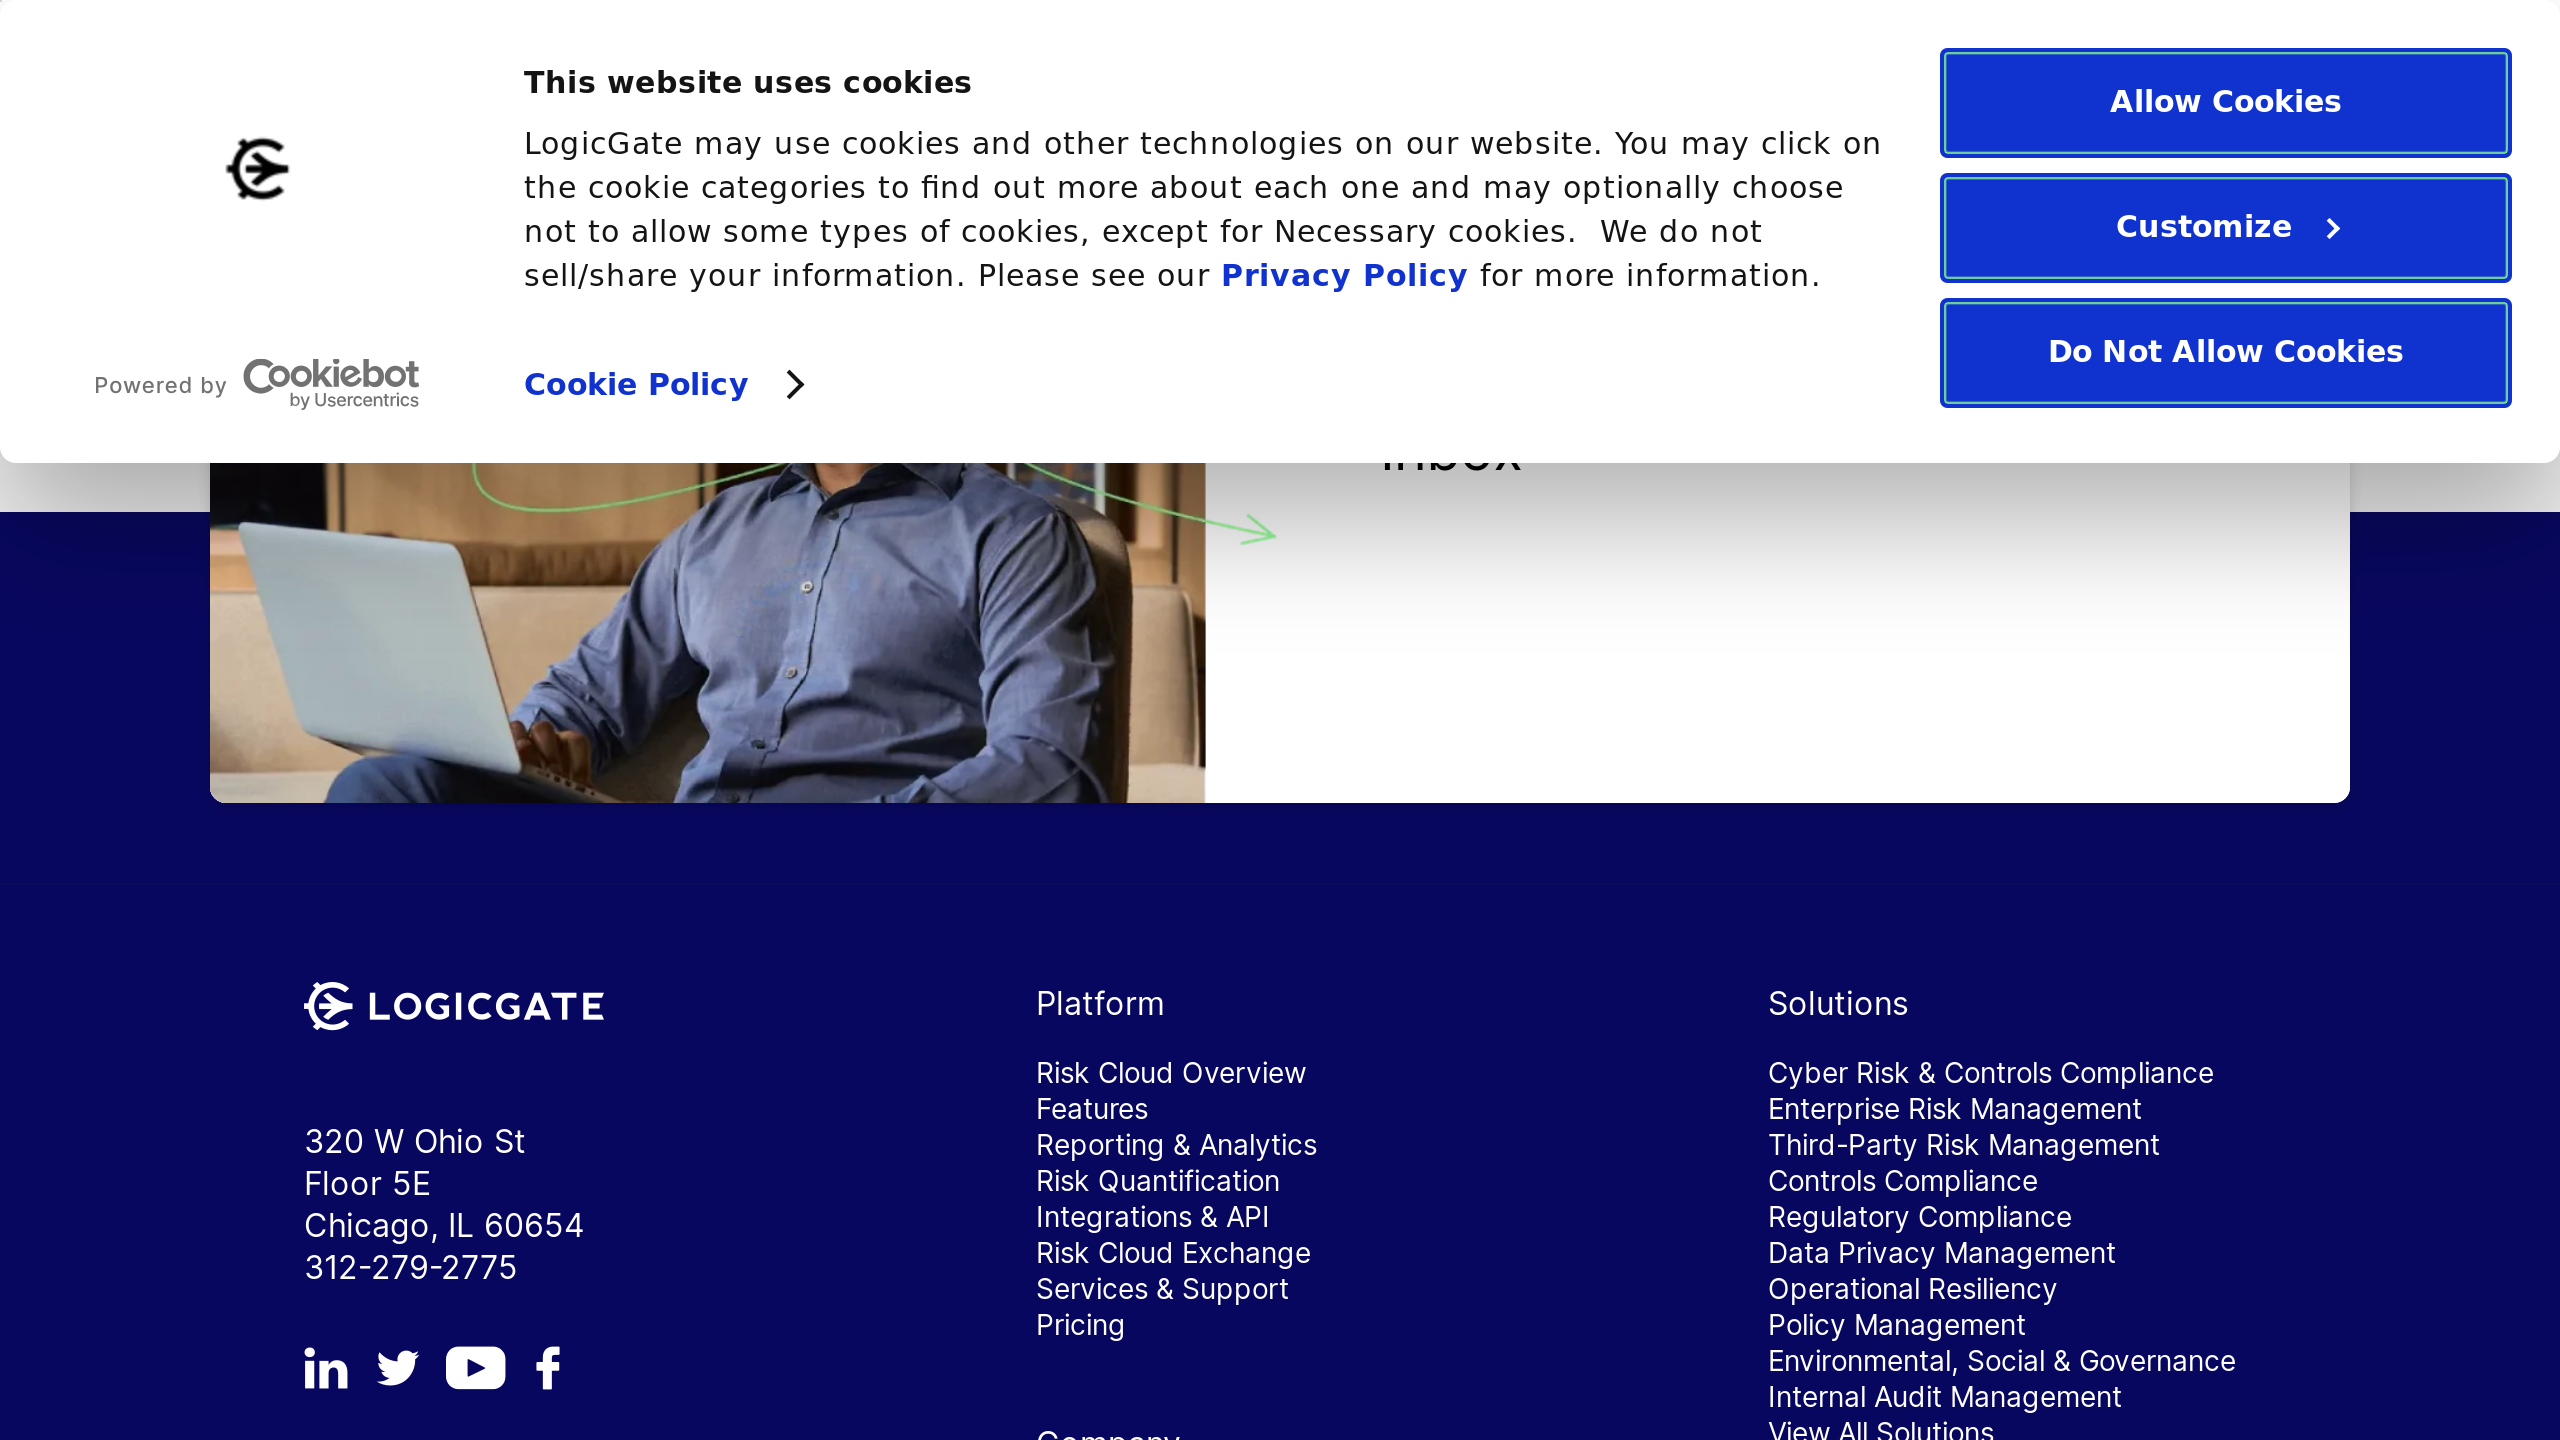 This website uses cookies
LogicGate may use cookies and other technologies on our website. You may click on
the cookie categories to find out more about each one and may optionally choose
not to allow some types of cookies, except for Necessary cookies.  We do not
sell/share your information. Please see our Privacy Policy for more information.
Cookie Policy
Powered by Cookiebot
by Usercentrics
Allow Cookies
Customize
Do Not Allow Cookies
LOGICGATE
320 W Ohio St
Floor 5E
Chicago, IL 60654
312-279-2775
Platform
Risk Cloud Overview
Features
Reporting & Analytics
Risk Quantification
Integrations & API
Risk Cloud Exchange
Services & Support
Pricing
Company
Solutions
Cyber Risk & Controls Compliance
Enterprise Risk Management
Third-Party Risk Management
Controls Compliance
Regulatory Compliance
Data Privacy Management
Operational Resiliency
Policy Management
Environmental, Social & Governance
Internal Audit Management
View All Solutions